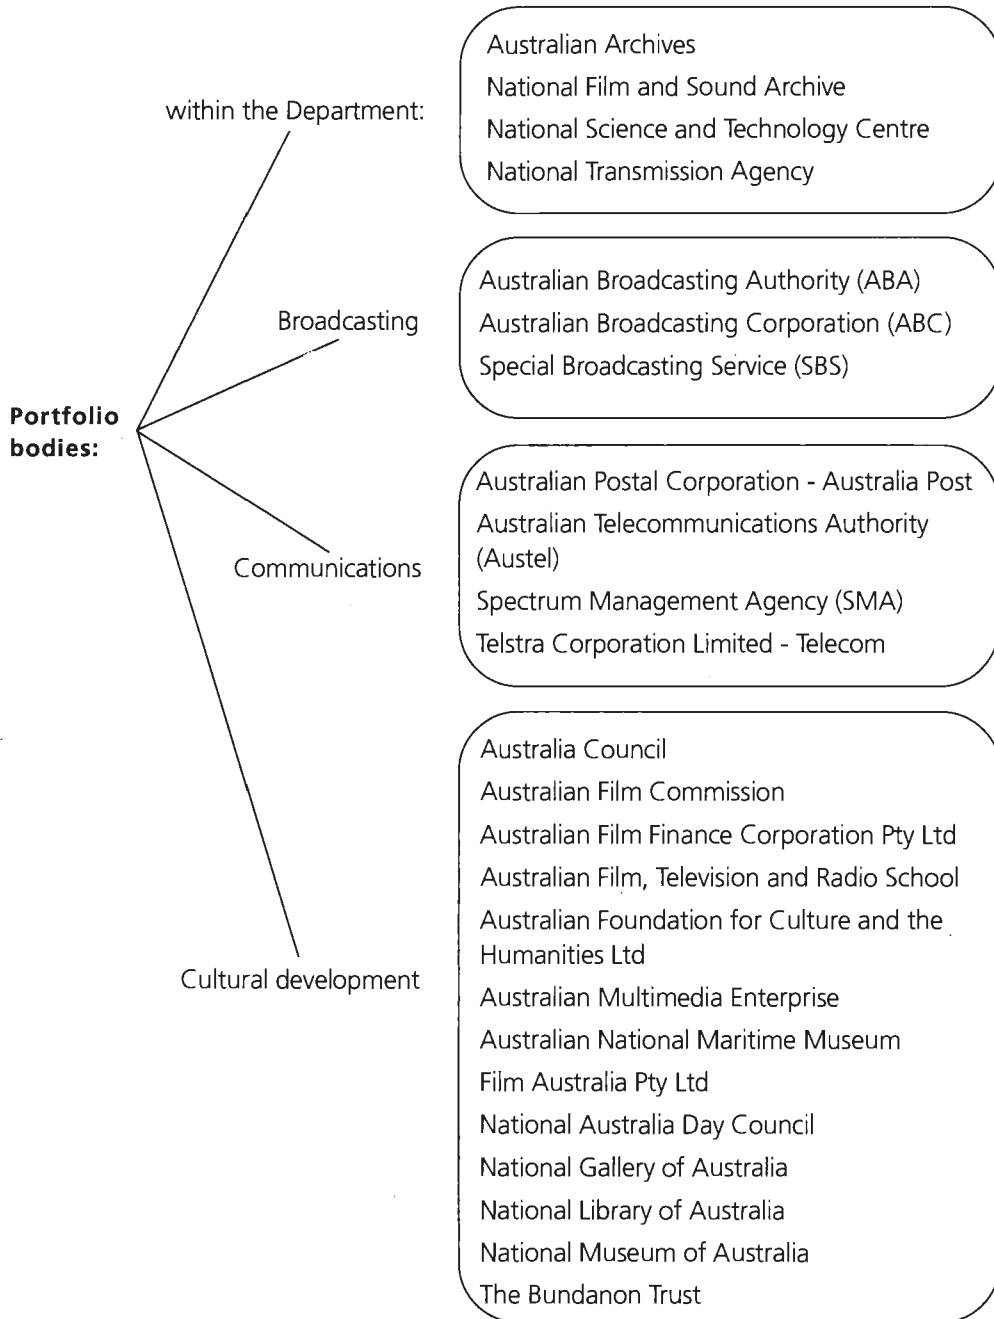 within the Department:
Australian Archives
National Film and Sound Archive
National Science and Technology Centre
National Transmission Agency
Broadcasting
Australian Broadcasting Authority (ABA)
Australian Broadcasting Corporation (ABC)
Special Broadcasting Service (SBS)
Portfolio
bodies:
Communications
Australian Postal Corporation - Australia Post
Australian Telecommunications Authority
(Austel)
Spectrum Management Agency (SMA)
Telstra Corporation Limited - Telecom
Cultural development
Australia Council
Australian Film Commission
Australian Film Finance Corporation Pty Ltd
Australian Film, Television and Radio School
Australian Foundation for Culture and the
Humanities Ltd
Australian Multimedia Enterprise
Australian National Maritime Museum
Film Australia Pty Ltd
National Australia Day Council
National Gallery of Australia
National Library of Australia
National Museum of Australia
The Bundanon Trust